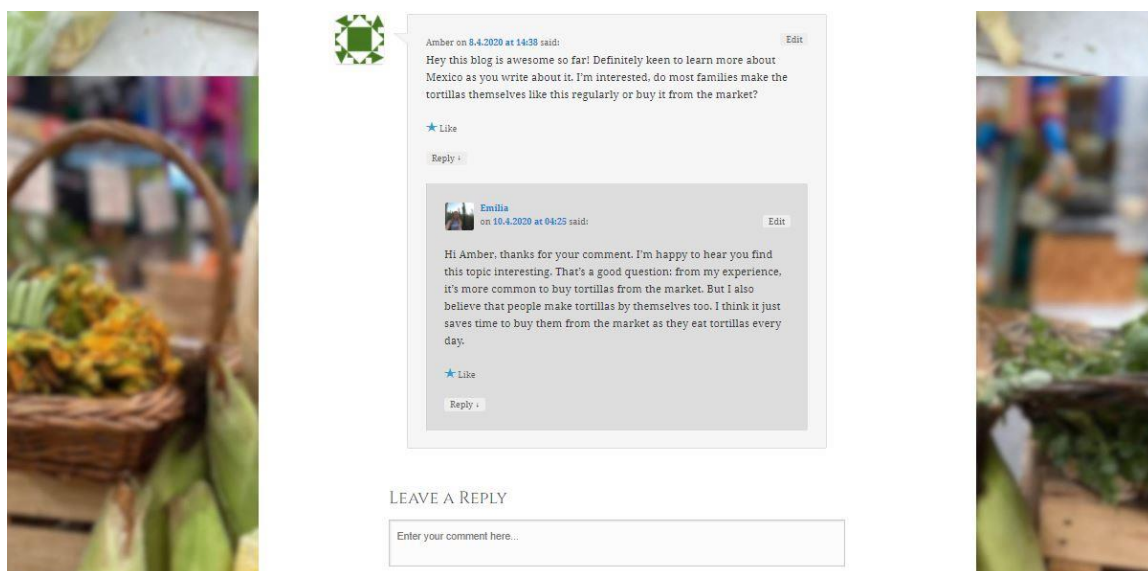 Amber on 8.4.2020 at 14:38 said:
Edit
Hey this blog is awesome so far! Definitely keen to learn more about
Mexico as you write about it. I'm interested, do most families make the
tortillas themselves like this regularly or buy it from the market?
Like
Reply ↓
Emilia
on 10.4.2020 at 04:25 said:
Edit
Hi Amber, thanks for your comment. I'm happy to hear you find
this topic interesting. That's a good question: from my experience,
it's more common to buy tortillas from the market. But I also
believe that people make tortillas by themselves too. I think it just
saves time to buy them from the market as they eat tortillas every
day.
Like
Reply ↓
Leave a Reply
Enter your comment here...